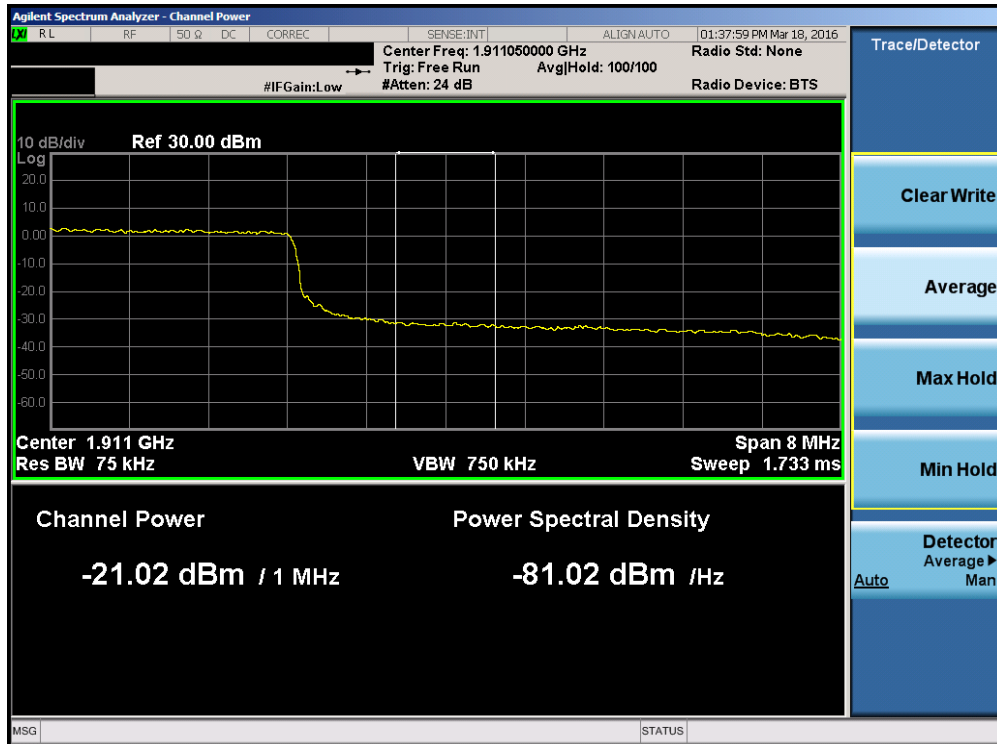 Agilent Spectrum Analyzer - Channel Power
LXI RL RF 50 Ω DC CORREC SENSE:INT ALIGN AUTO 01:37:59 PM Mar 18, 2016
Center Freq: 1.911050000 GHz Radio Std: None
Trig: Free Run Avg|Hold: 100/100
#IFGain:Low #Atten: 24 dB Radio Device: BTS
10 dB/div Ref 30.00 dBm
Log
20.0
10.0
0.00
-10.0
-20.0
-30.0
-40.0
-50.0
-60.0
Center 1.911 GHz Span 8 MHz
Res BW 75 kHz VBW 750 kHz Sweep 1.733 ms
Channel Power Power Spectral Density
-21.02 dBm / 1 MHz -81.02 dBm /Hz
MSG STATUS
Trace/Detector
Clear Write
Average
Max Hold
Min Hold
Detector
Average▶
Auto Man